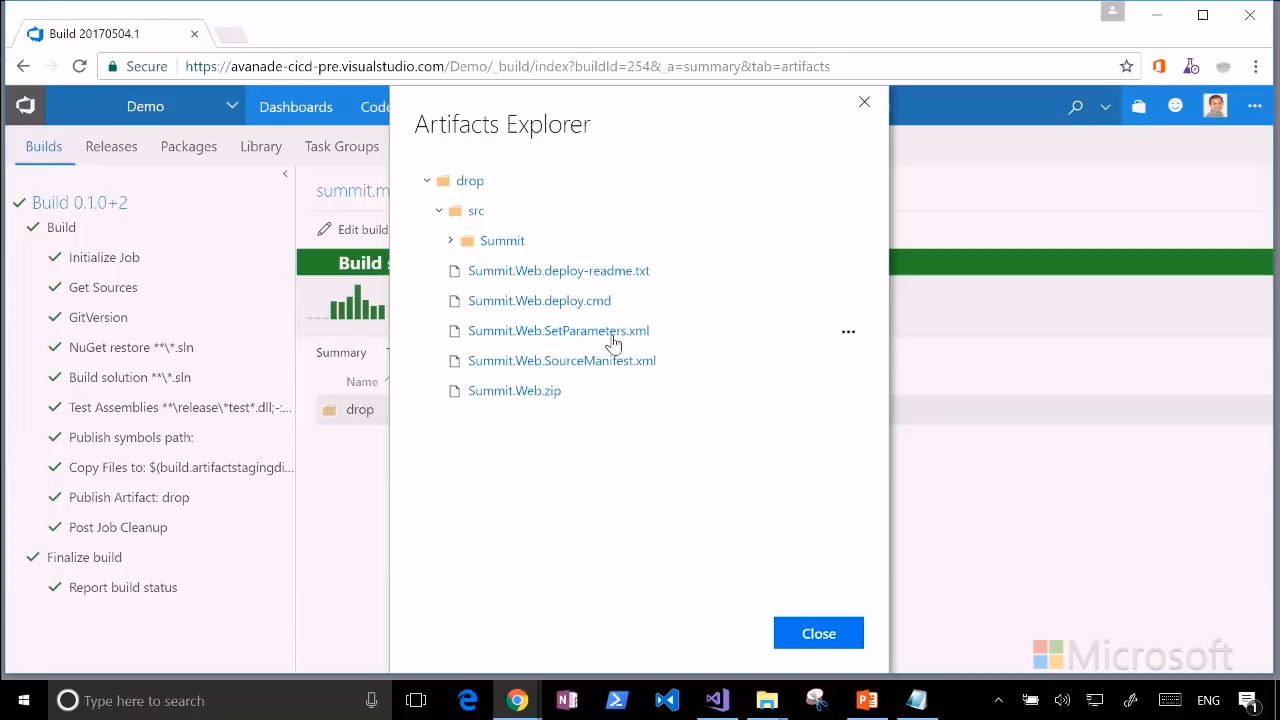 Build 20170504.1
Secure
https://avanade-cicd-pre.visualstudio.com/Demo/_build/index?buildId=254&_a=summary&tab=artifacts
Demo
Dashboards
Code
Builds
Releases
Packages
Library
Task Groups
Artifacts Explorer
drop
src
Summit
Summit.Web.deploy-readme.txt
Summit.Web.deploy.cmd
Summit.Web.SetParameters.xml
Summit.Web.SourceManifest.xml
Summit.Web.zip
Close
Build 0.1.0+2
Build
Initialize Job
Get Sources
GitVersion
NuGet restore **\*.sln
Build solution **\*.sln
Test Assemblies **\release\*test*.dll;-:...
Publish symbols path:
Copy Files to: $(build.artifactstagingdi...
Publish Artifact: drop
Post Job Cleanup
Finalize build
Report build status
summit.m
Edit build
Build s
Summary
Name
drop
Microsoft
Type here to search
ENG
1